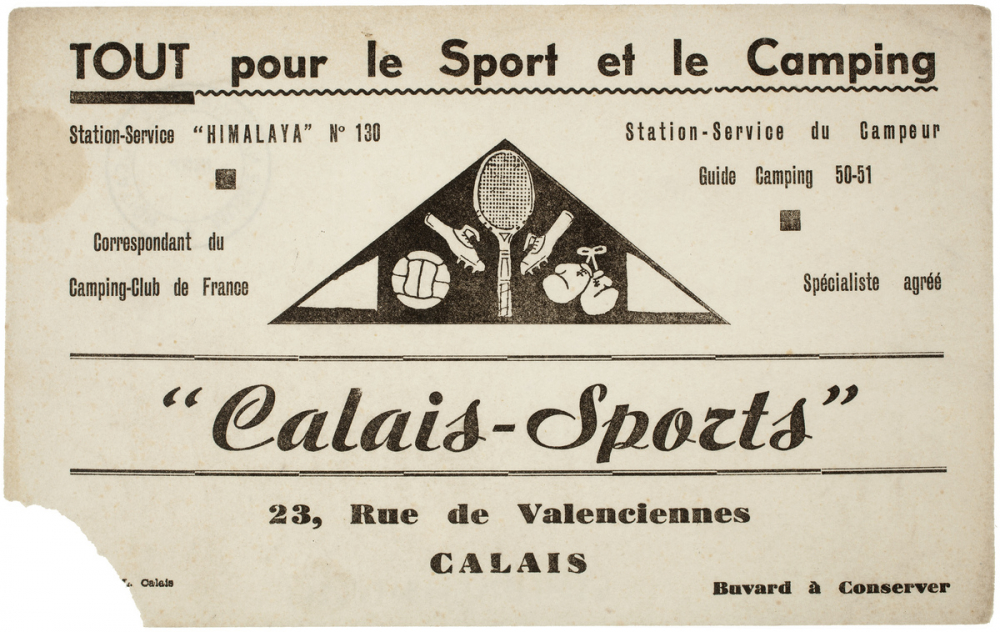 TOUT pour le Sport et le Camping
Station-Service "HIMALAYA" N° 130
Station-Service du Campeur
Guide Camping 50-51
Correspondant du
Camping-Club de France
Spécialiste agréé
"Calais-Sports"
23, Rue de Valenciennes
CALAIS
Calais
Buvard à Conserver